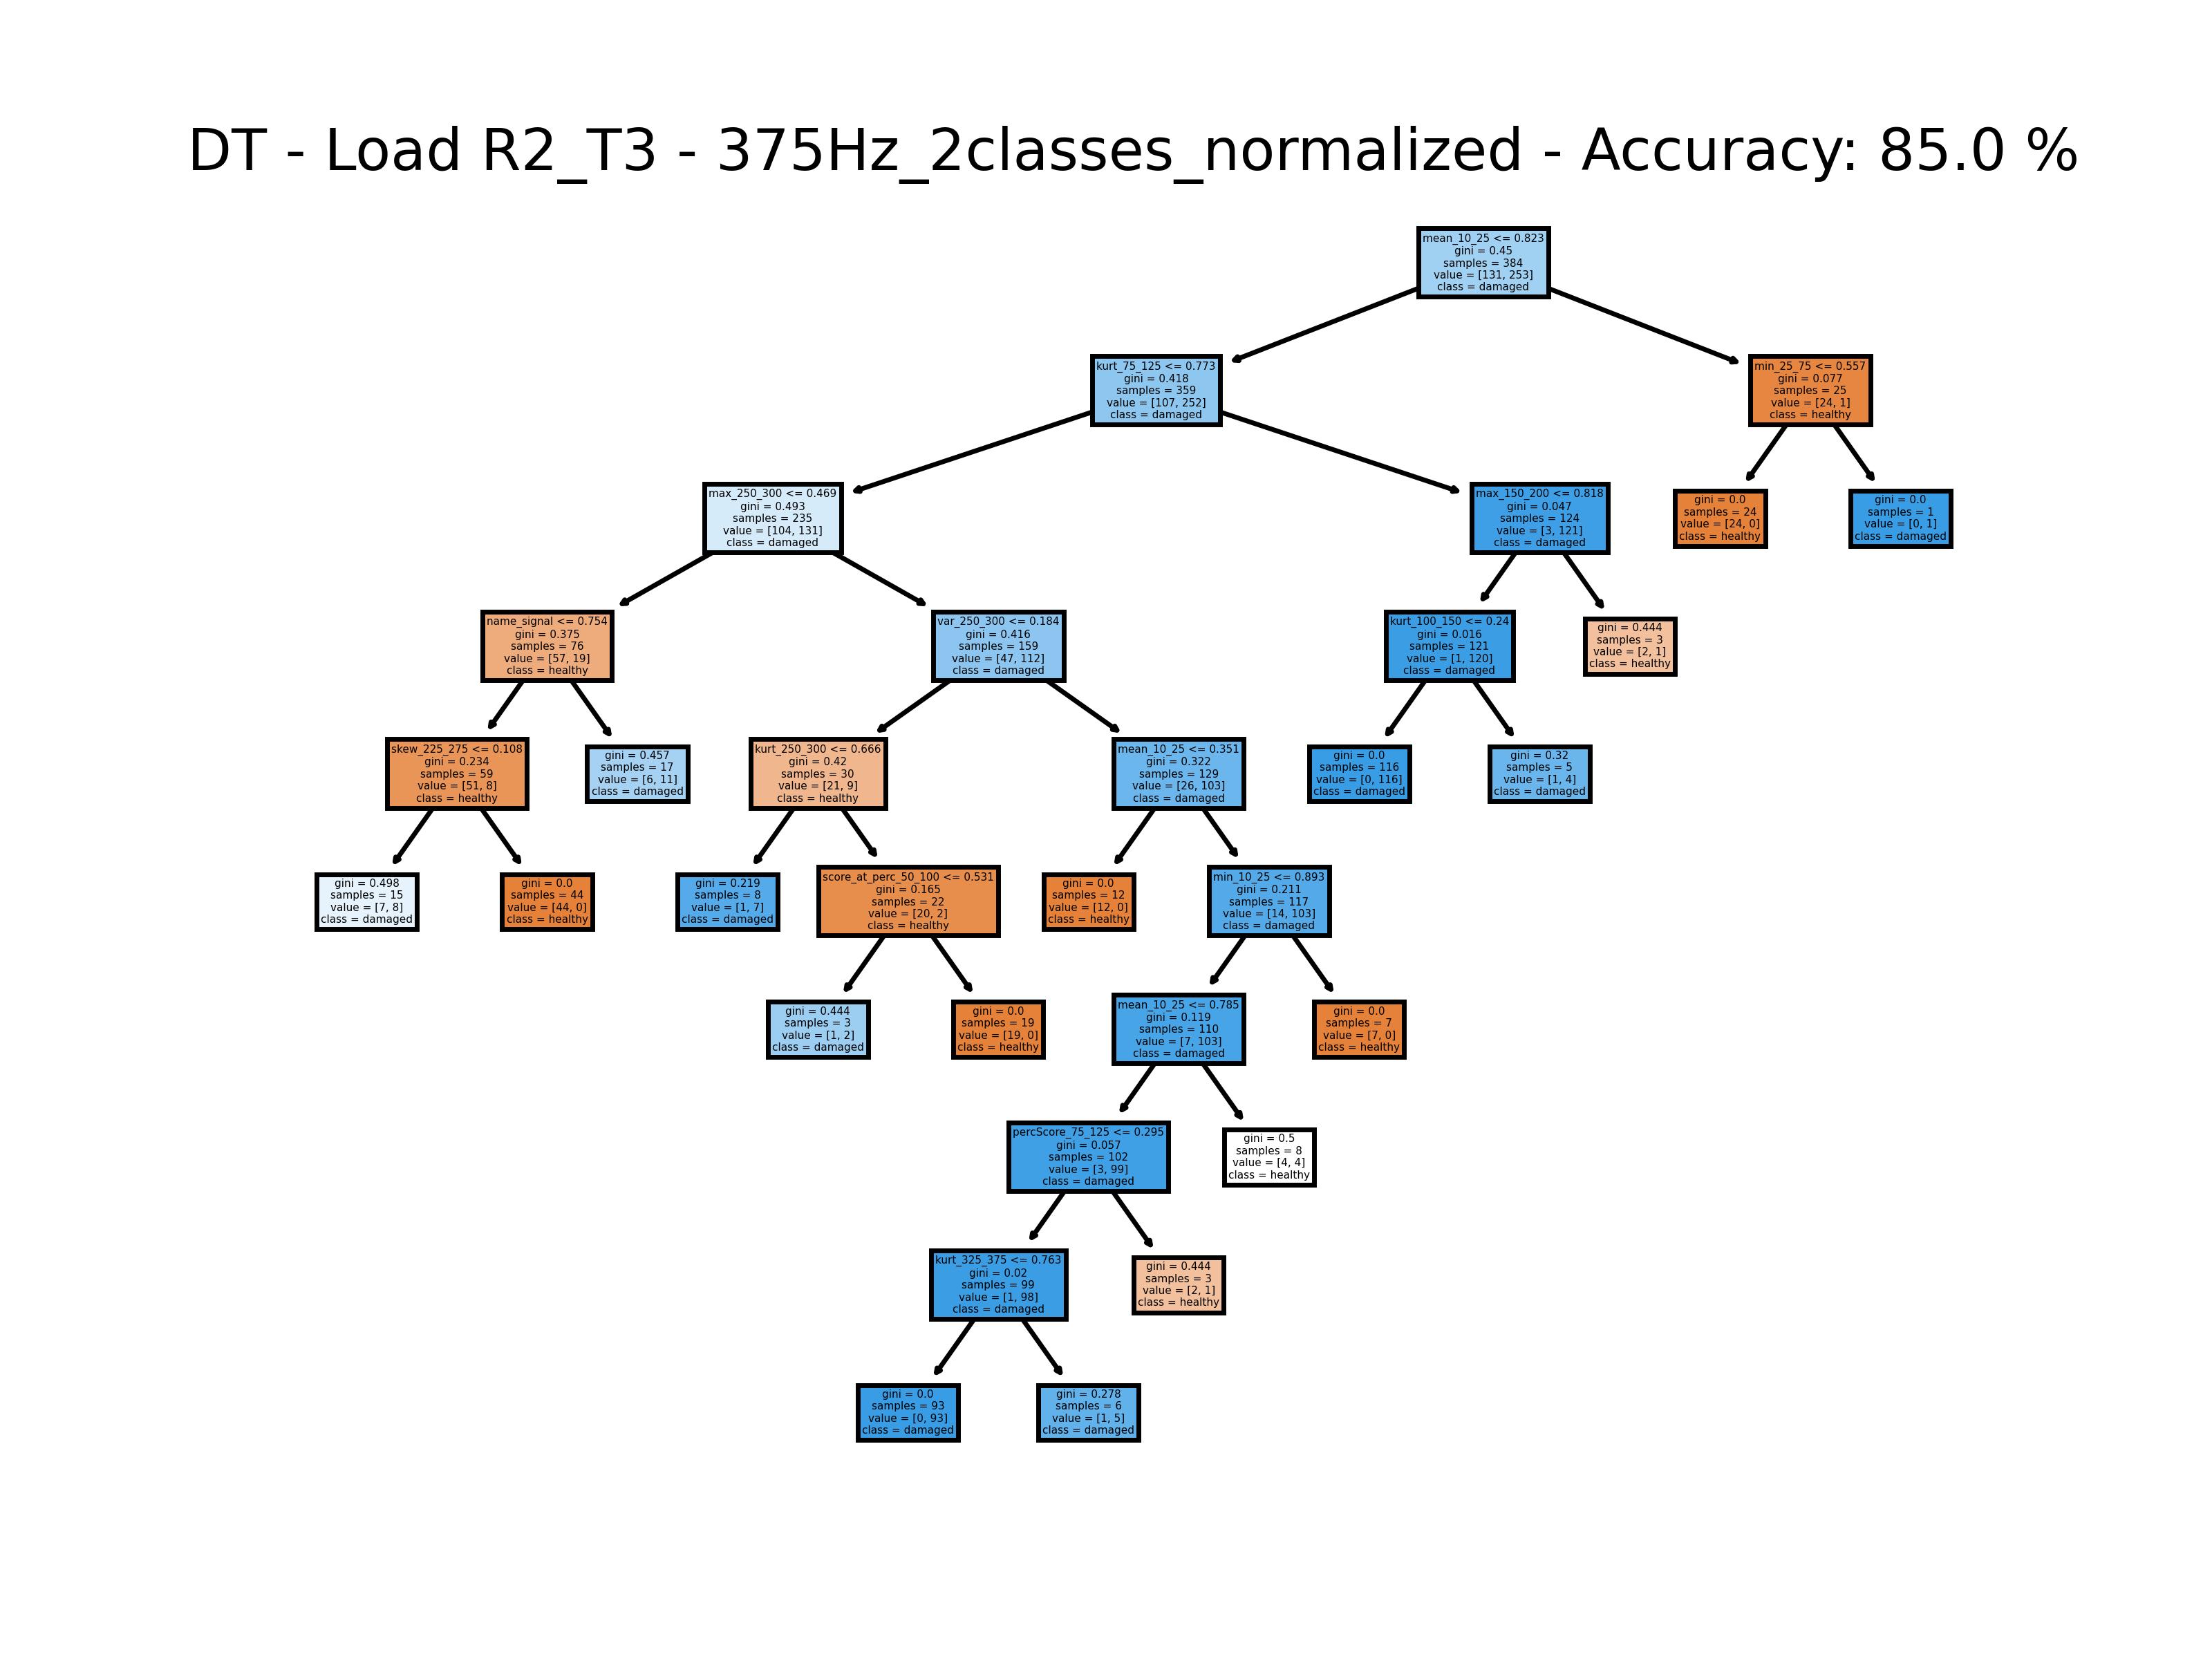 DT - Load R2_T3 - 375Hz_2classes_normalized - Accuracy: 85.0 %
mean_10_25 <= 0.823
gini = 0.45
samples = 384
value = [131, 253]
class = damaged
kurt_75_125 <= 0.773
gini = 0.418
samples = 359
value = [107, 252]
class = damaged
min_25_75 <= 0.557
gini = 0.077
samples = 25
value = [24, 1]
class = healthy
max_250_300 <= 0.469
gini = 0.493
samples = 235
value = [104, 131]
class = damaged
max_150_200 <= 0.818
gini = 0.047
samples = 124
value = [3, 121]
class = damaged
gini = 0.0
samples = 24
value = [24, 0]
class = healthy
gini = 0.0
samples = 1
value = [0, 1]
class = damaged
name_signal <= 0.754
gini = 0.375
samples = 76
value = [57, 19]
class = healthy
var_250_300 <= 0.184
gini = 0.416
samples = 159
value = [47, 112]
class = damaged
kurt_100_150 <= 0.24
gini = 0.016
samples = 121
value = [1, 120]
class = damaged
gini = 0.444
samples = 3
value = [2, 1]
class = healthy
skew_225_275 <= 0.108
gini = 0.234
samples = 59
value = [51, 8]
class = healthy
gini = 0.457
samples = 17
value = [6, 11]
class = damaged
kurt_250_300 <= 0.666
gini = 0.42
samples = 30
value = [21, 9]
class = healthy
mean_10_25 <= 0.351
gini = 0.322
samples = 129
value = [26, 103]
class = damaged
gini = 0.0
samples = 116
value = [0, 116]
class = damaged
gini = 0.32
samples = 5
value = [1, 4]
class = damaged
gini = 0.498
samples = 15
value = [7, 8]
class = damaged
gini = 0.0
samples = 44
value = [44, 0]
class = healthy
gini = 0.219
samples = 8
value = [1, 7]
class = damaged
score_at_perc_50_100 <= 0.531
gini = 0.165
samples = 22
value = [20, 2]
class = healthy
gini = 0.0
samples = 12
value = [12, 0]
class = healthy
min_10_25 <= 0.893
gini = 0.211
samples = 117
value = [14, 103]
class = damaged
gini = 0.444
samples = 3
value = [1, 2]
class = damaged
gini = 0.0
samples = 19
value = [19, 0]
class = healthy
mean_10_25 <= 0.785
gini = 0.119
samples = 110
value = [7, 103]
class = damaged
gini = 0.0
samples = 7
value = [7, 0]
class = healthy
percScore_75_125 <= 0.295
gini = 0.057
samples = 102
value = [3, 99]
class = damaged
gini = 0.5
samples = 8
value = [4, 4]
class = healthy
kurt_325_375 <= 0.763
gini = 0.02
samples = 99
value = [1, 98]
class = damaged
gini = 0.444
samples = 3
value = [2, 1]
class = healthy
gini = 0.0
samples = 93
value = [0, 93]
class = damaged
gini = 0.278
samples = 6
value = [1, 5]
class = damaged